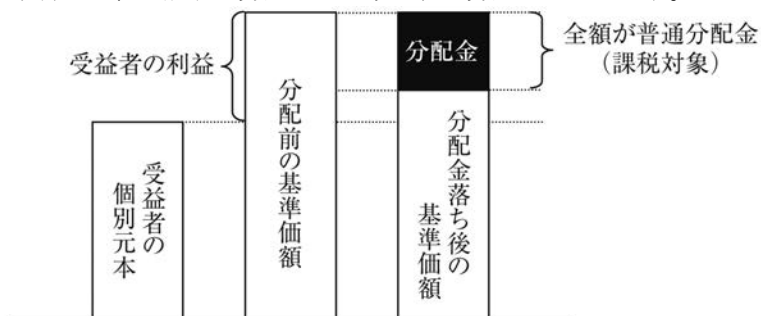 受益者の利益
分配金
全額が普通分配金
（課税対象）
受益者の
個別元本
分配前の基準価額
分配金落ち後の
基準価額